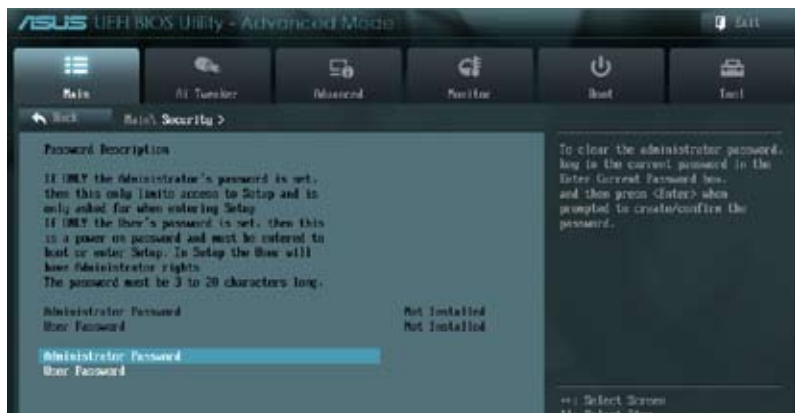 ASUS UEFI BIOS Utility - Advanced Mode
Exit
Main
Ai Tweaker
Advanced
Monitor
Boot
Tool
Back
Main\ Security >
Password Description
If ONLY the Administrator's password is set,
then this only limits access to Setup and is
only asked for when entering Setup
If ONLY the User's password is set, then this
is a power on password and must be entered to
boot or enter Setup. In Setup the User will
have Administrator rights
The password must be 3 to 20 characters long.
Administrator Password Not Installed
User Password Not Installed
Administrator Password
User Password
To clear the administrator password,
key in the current password in the
Enter Current Password box,
and then press <Enter> when
prompted to create/confirm the
password.
: Select Screen